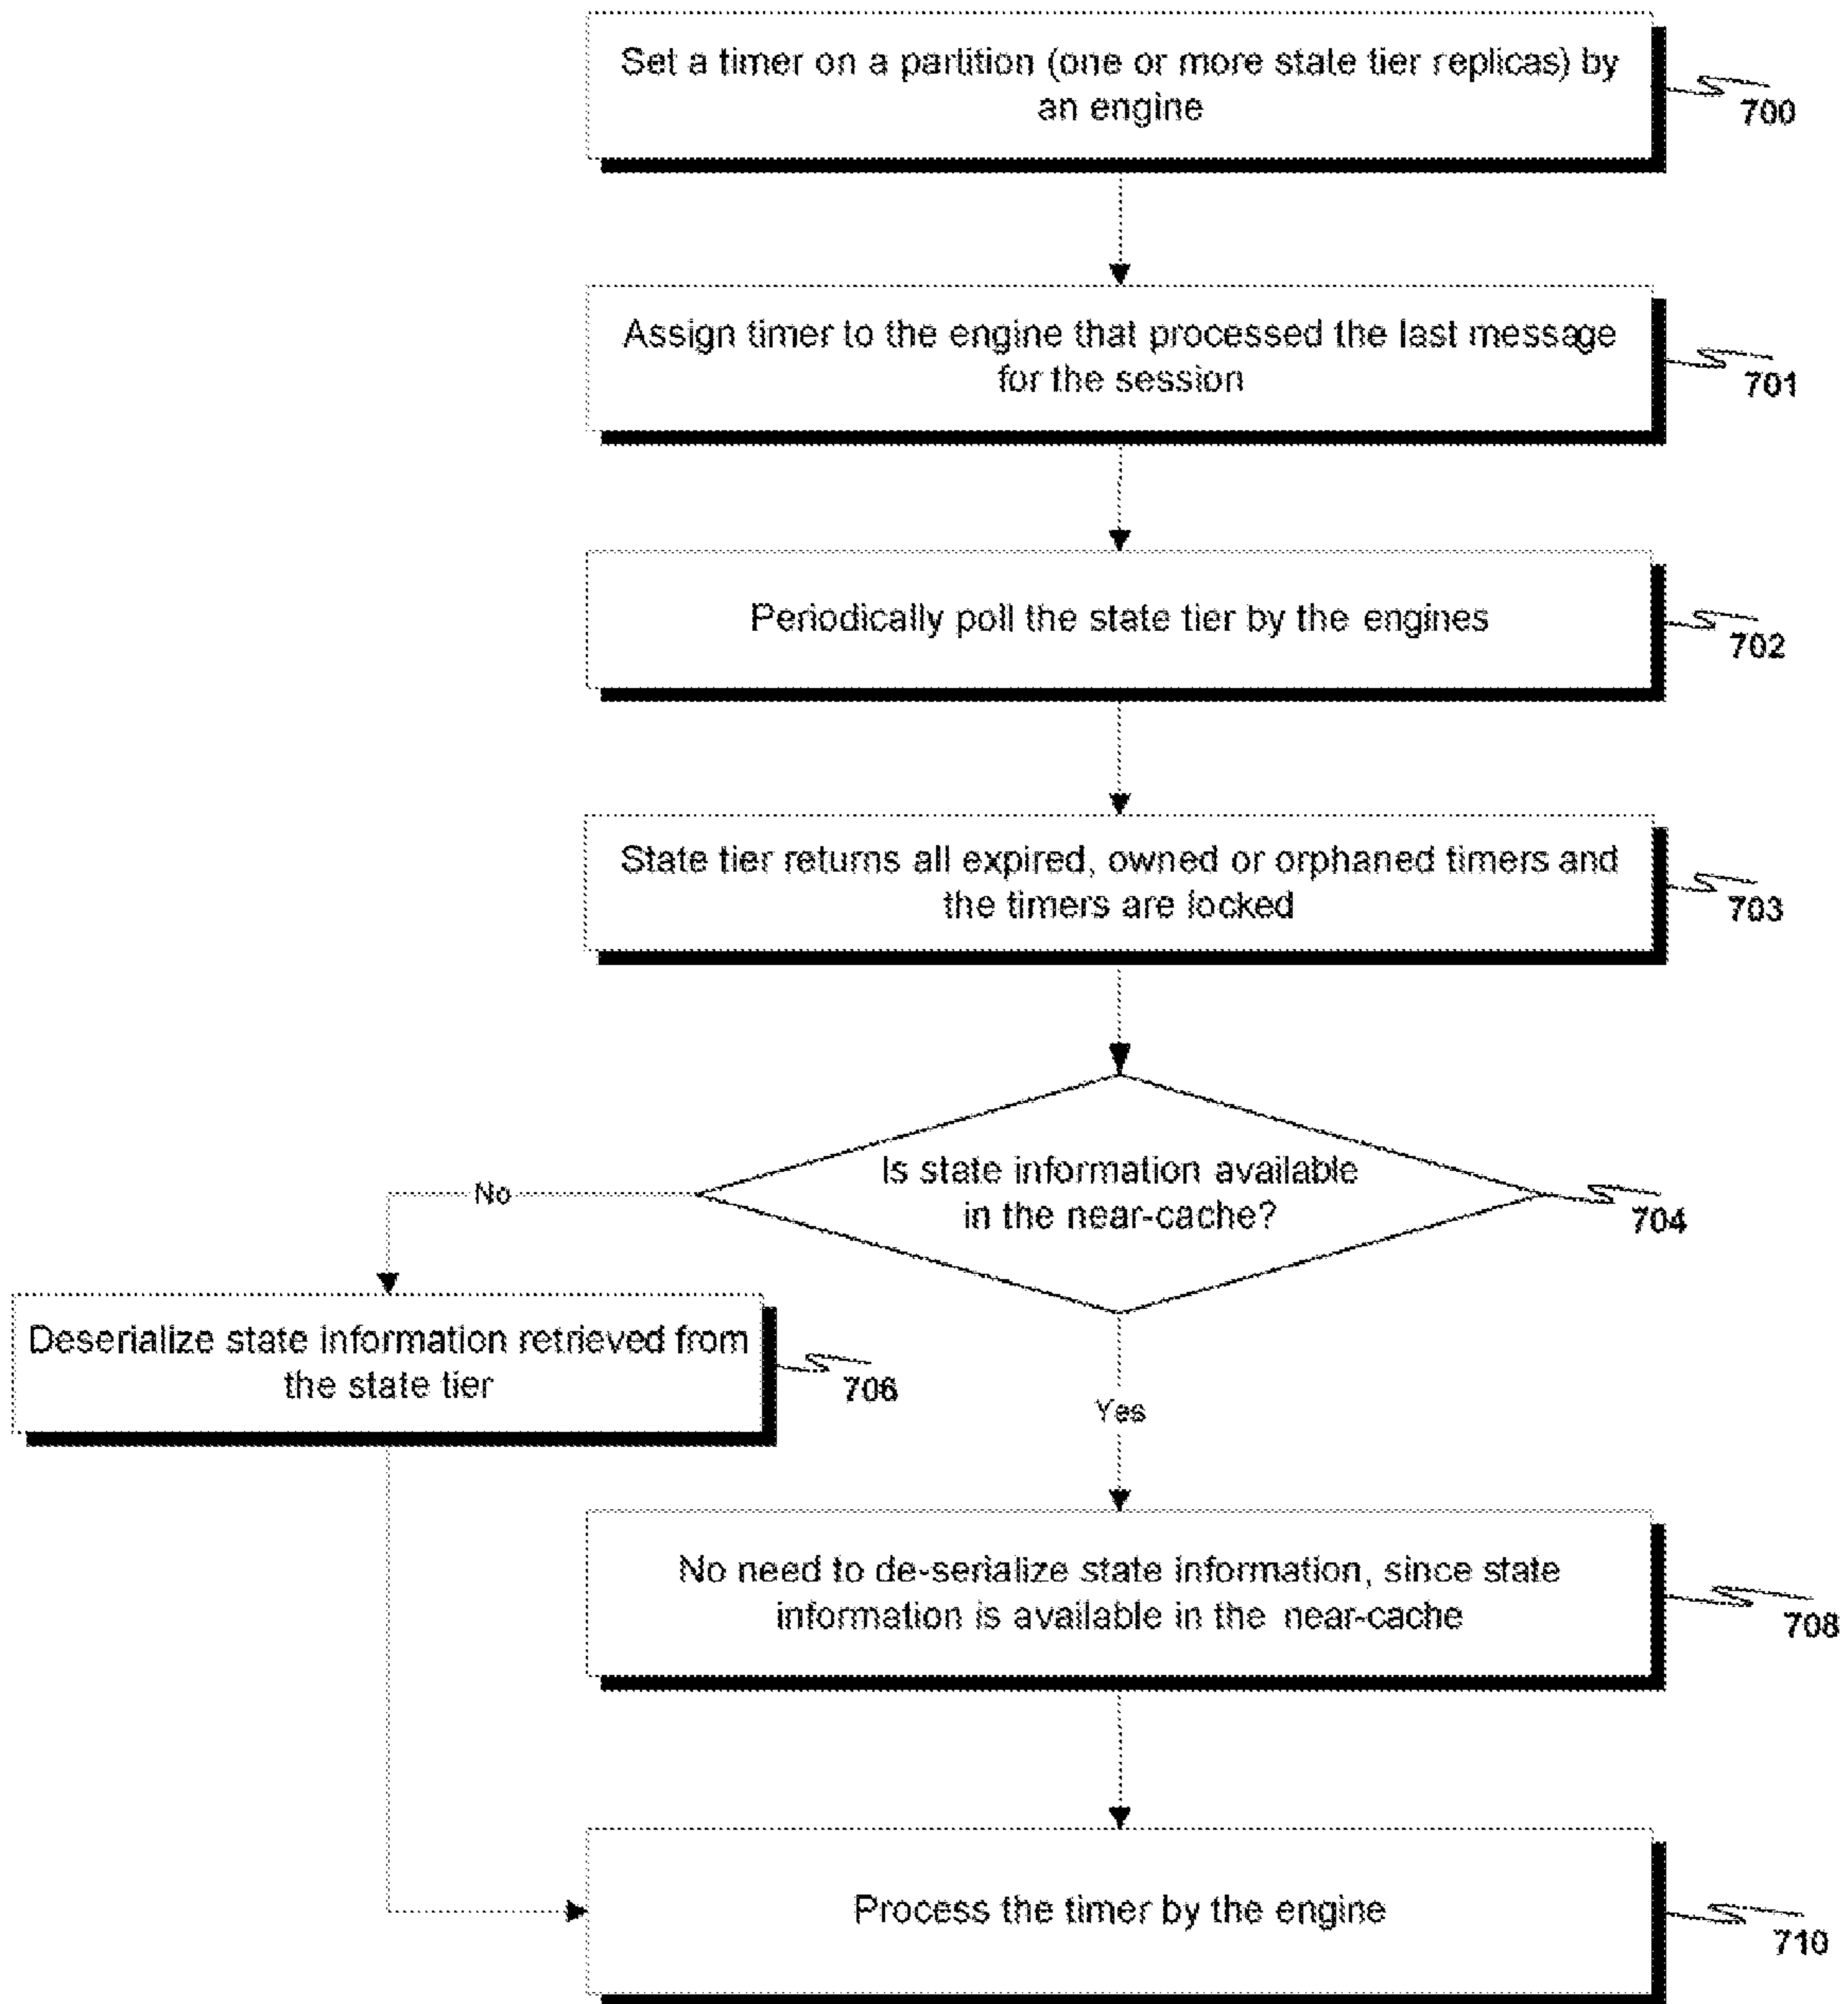 Set a timer on a partition (one or more state tier replicas) by
an engine
700
Assign timer to the engine that processed the last message
for the session
701
Periodically poll the state tier by the engines
702
State tier returns all expired, owned or orphaned timers and
the timers are locked
703
Is state information available
in the near-cache?
704
No
Deserialize state information retrieved from
the state tier
706
Yes
No need to de-serialize state information, since state
information is available in the near-cache
708
Process the timer by the engine
710